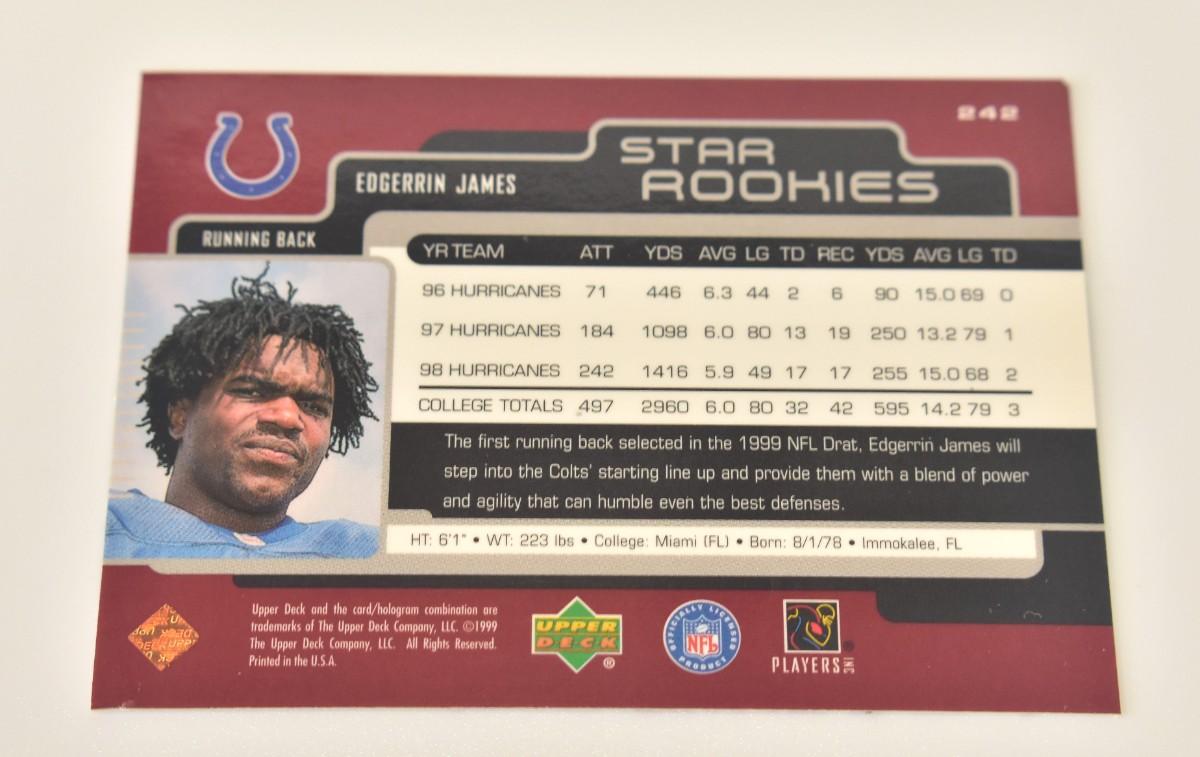 242
STAR
ROOKIES
EDGERRIN JAMES
RUNNING BACK
YR TEAM ATT YDS AVG LG TD REC YDS AVG LG TD
96 HURRICANES 71 446 6.3 44 2 6 90 15.0 69 0
97 HURRICANES 184 1098 6.0 80 13 19 250 13.2 79 1
98 HURRICANES 242 1416 5.9 49 17 17 255 15.0 68 2
COLLEGE TOTALS 497 2960 6.0 80 32 42 595 14.2 79 3
The first running back selected in the 1999 NFL Drat, Edgerrin James will
step into the Colts' starting line up and provide them with a blend of power
and agility that can humble even the best defenses.
HT: 6'1" • WT: 223 lbs • College: Miami (FL) • Born: 8/1/78 • Immokalee, FL
Upper Deck and the card/hologram combination are
trademarks of The Upper Deck Company, LLC. ©1999
The Upper Deck Company, LLC. All Rights Reserved.
Printed in the U.S.A.
UPPER
DECK
®
OFFICIALLY LICENSED
NFL
PRODUCT
PLAYERS INC